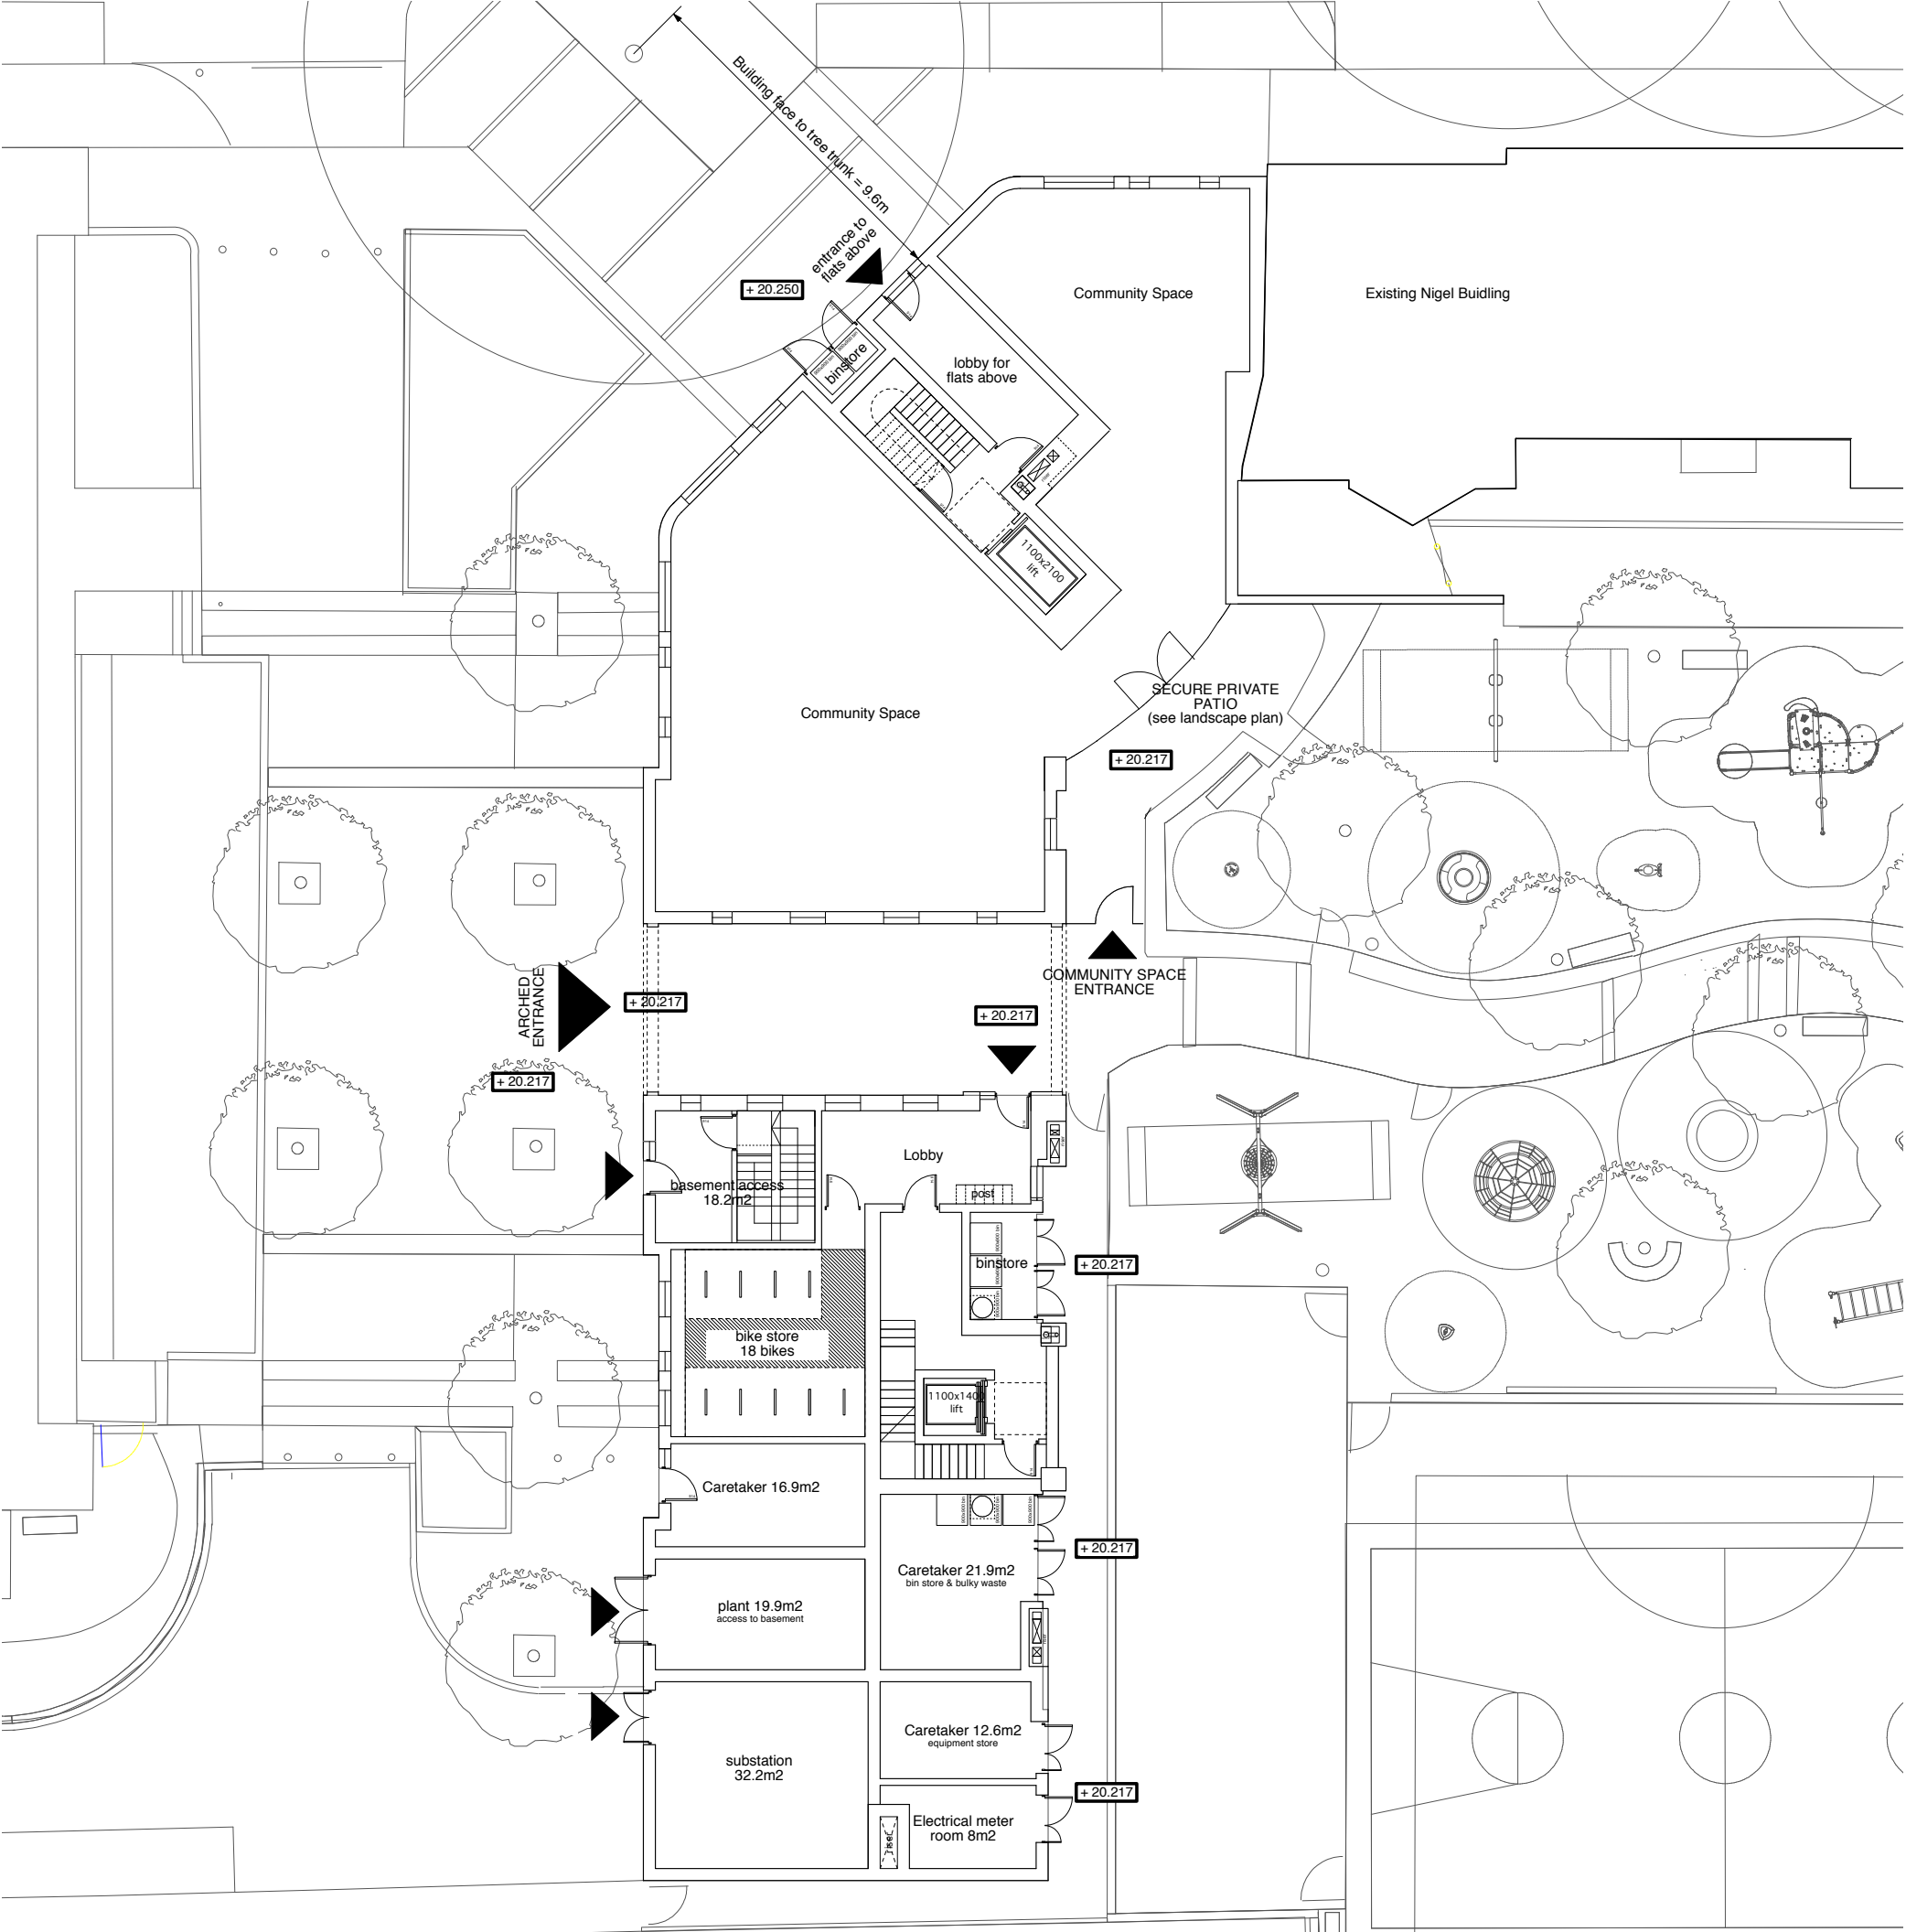 Building face to tree trunk = 9.6m
entrance to
flats above
+ 20.250
Community Space
Existing Nigel Buidling
binstore
lobby for
flats above
1100x2100
lift
Community Space
SECURE PRIVATE
PATIO
(see landscape plan)
+ 20.217
ARCHED
ENTRANCE
+ 20.217
+ 20.217
COMMUNITY SPACE
ENTRANCE
+ 20.217
basement access
18.2m2
Lobby
post
binstore
+ 20.217
bike store
18 bikes
1100x1400
lift
Caretaker 16.9m2
Caretaker 21.9m2
bin store & bulky waste
+ 20.217
plant 19.9m2
access to basement
substation
32.2m2
Caretaker 12.6m2
equipment store
+ 20.217
Electrical meter
room 8m2
riser